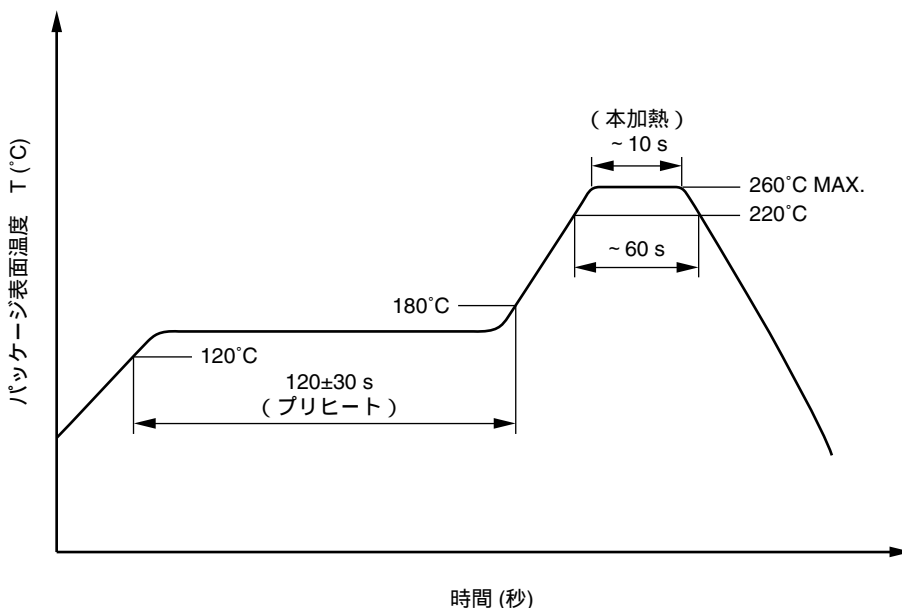 パッケージ表面温度 T (˚C)
( 本加熱 )
~ 10 s
260˚C MAX.
220˚C
~ 60 s
180˚C
120˚C
120±30 s
( プリヒート )
時間 (秒)